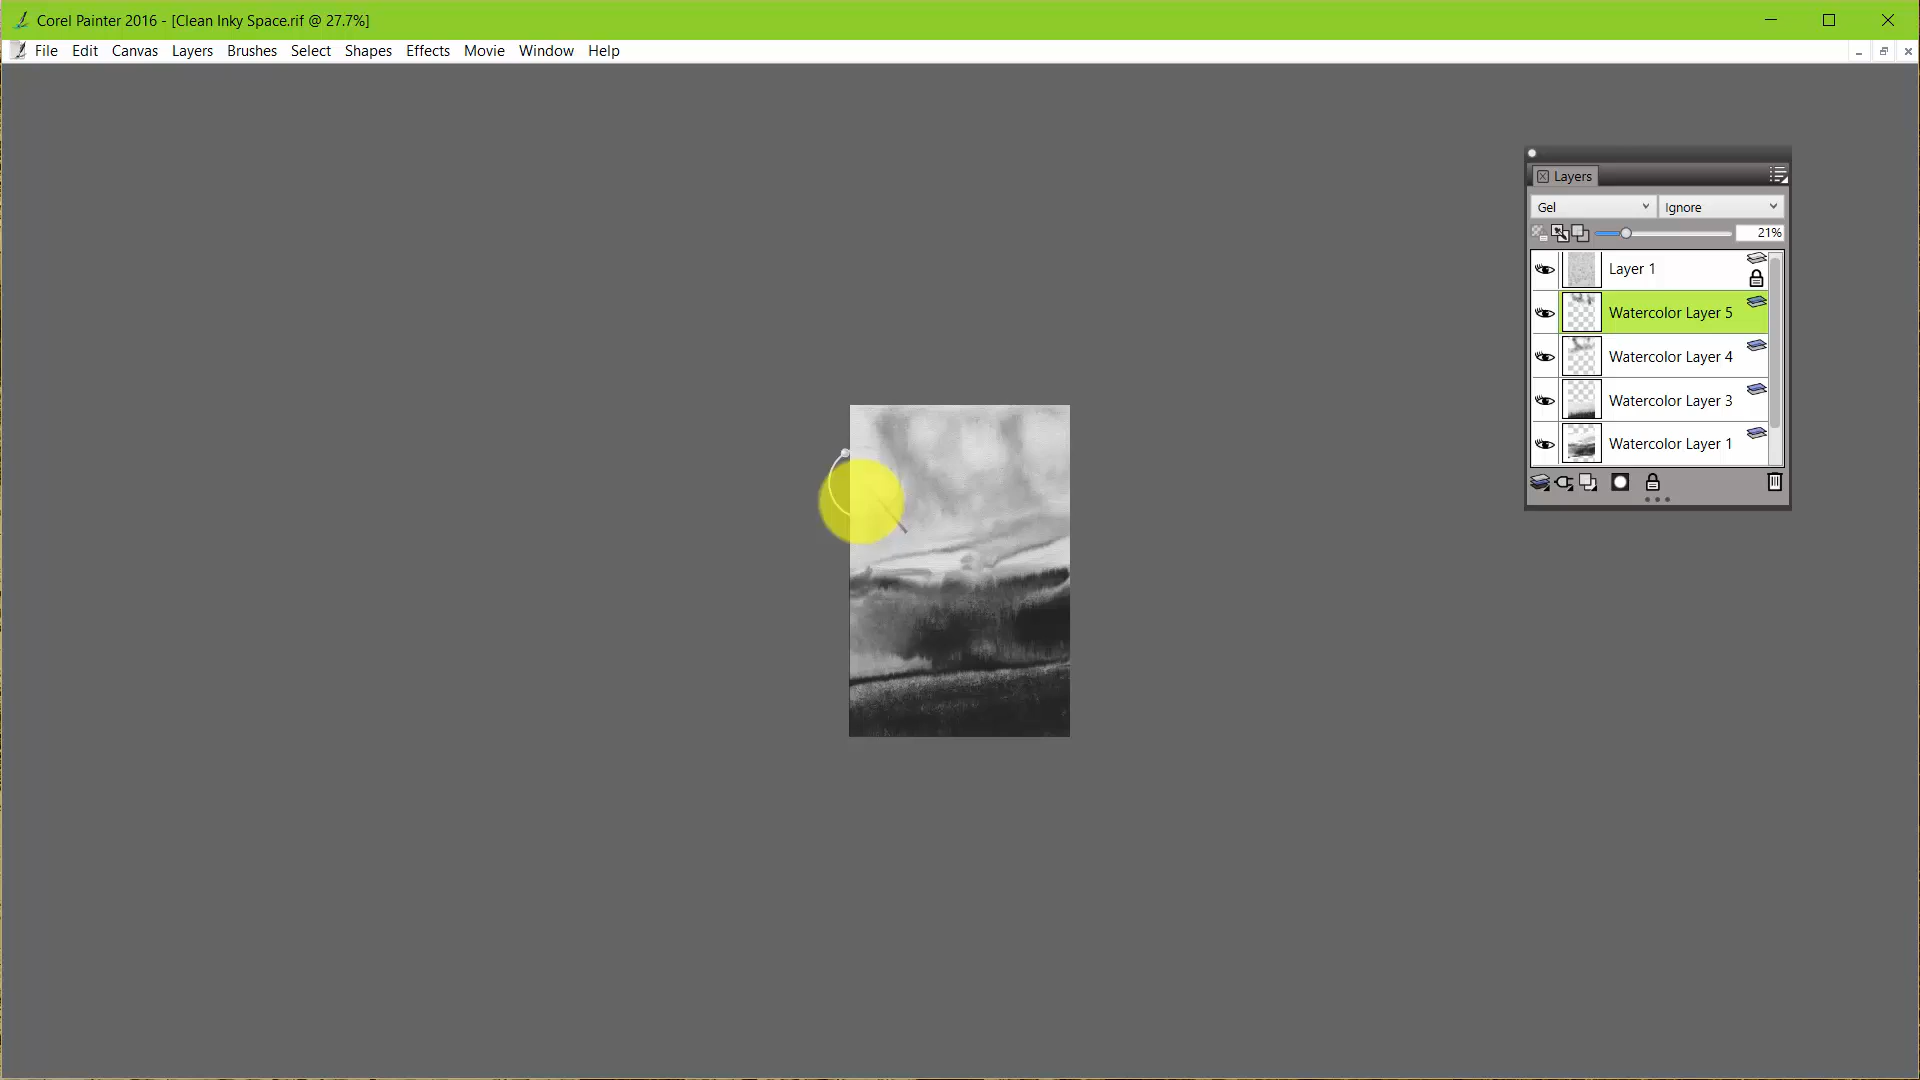 Corel Painter 2016 - [Clean Inky Space.rif @ 27.7%]
File Edit Canvas Layers Brushes Select Shapes Effects Movie Window Help
Layers
Gel Ignore
21%
Layer 1
Watercolor Layer 5
Watercolor Layer 4
Watercolor Layer 3
Watercolor Layer 1